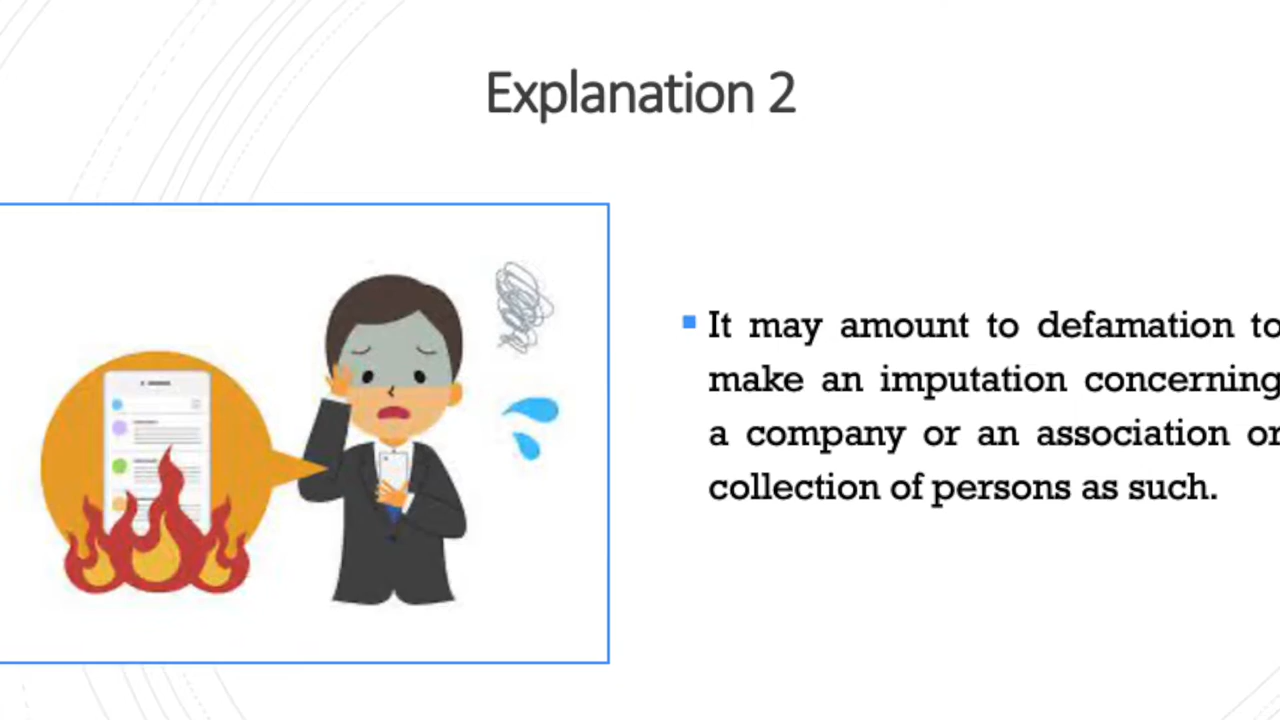 Explanation 2
It may amount to defamation to
make an imputation concerning
a company or an association or
collection of persons as such.